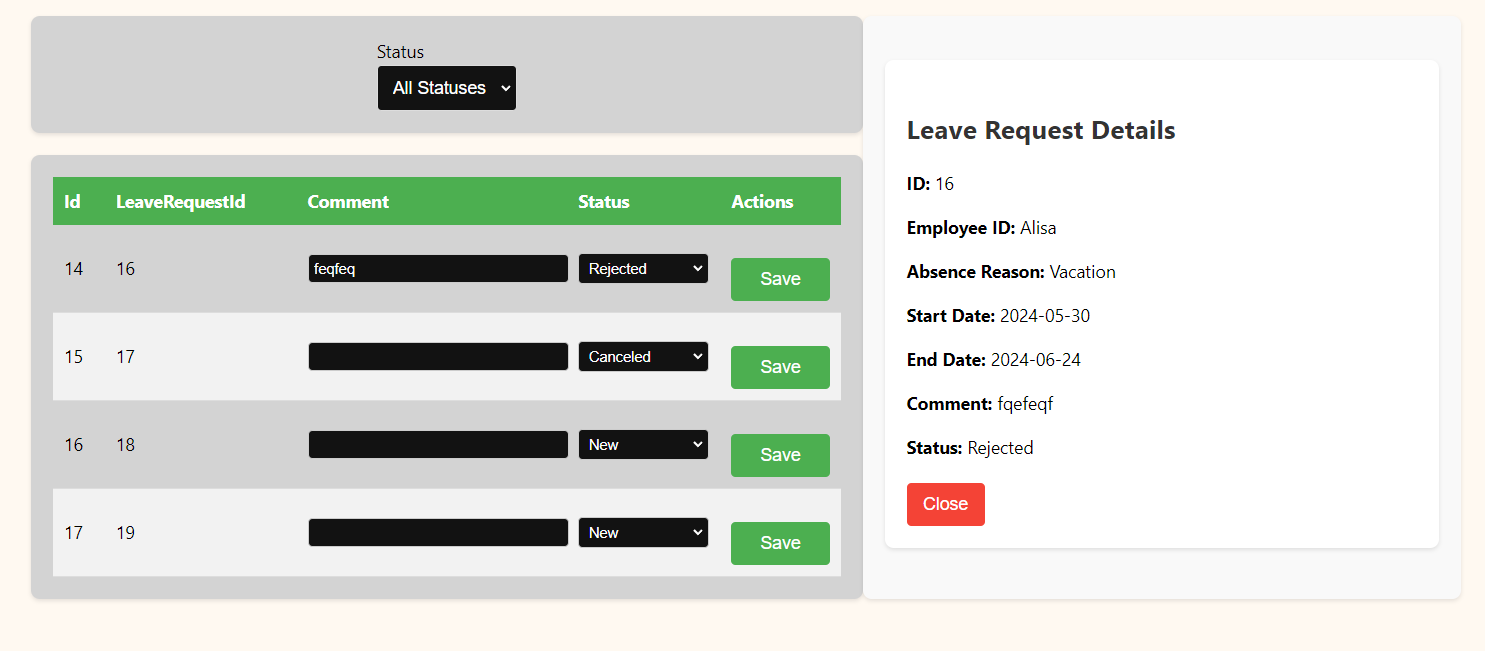 Status
All Statuses
Id LeaveRequestId Comment Status Actions
14 16 feqfeq Rejected Save
15 17 Canceled Save
16 18 New Save
17 19 New Save
Leave Request Details
ID: 16
Employee ID: Alisa
Absence Reason: Vacation
Start Date: 2024-05-30
End Date: 2024-06-24
Comment: fqefeqf
Status: Rejected
Close